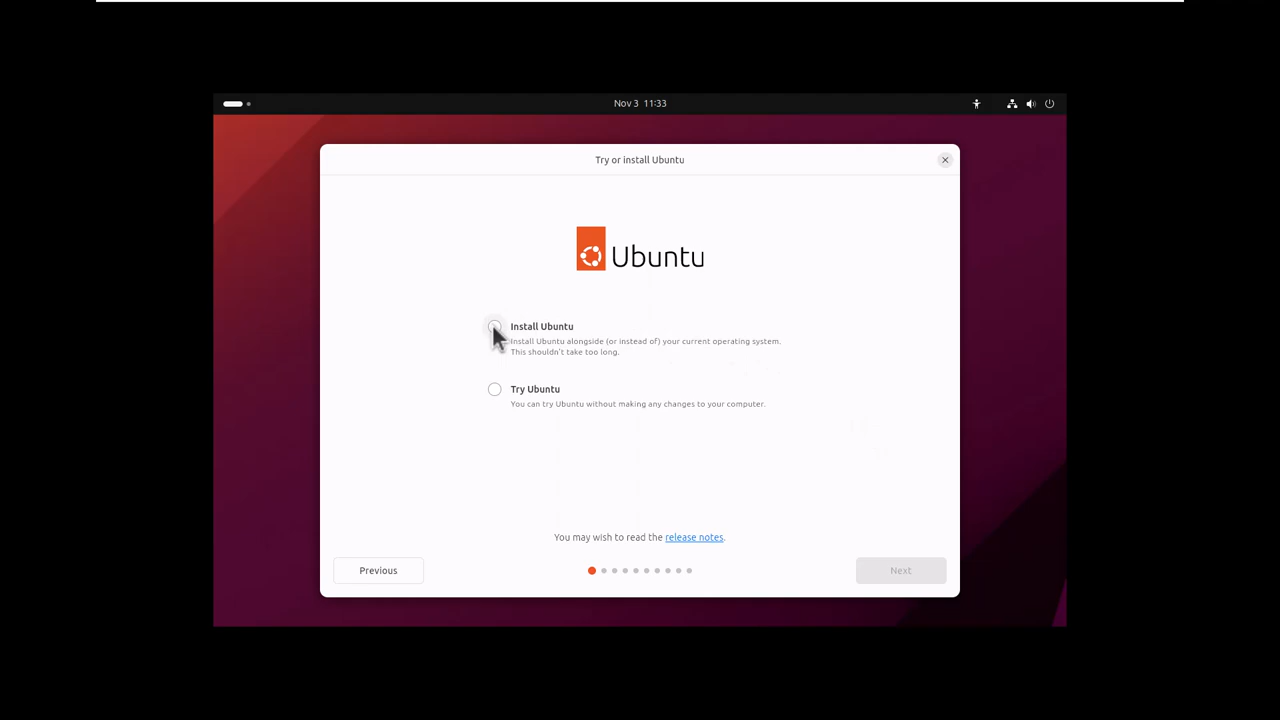 Nov 3 11:33
Try or install Ubuntu
Ubuntu
Install Ubuntu
Install Ubuntu alongside (or instead of) your current operating system.
This shouldn't take too long.
Try Ubuntu
You can try Ubuntu without making any changes to your computer.
You may wish to read the release notes.
Previous
Next